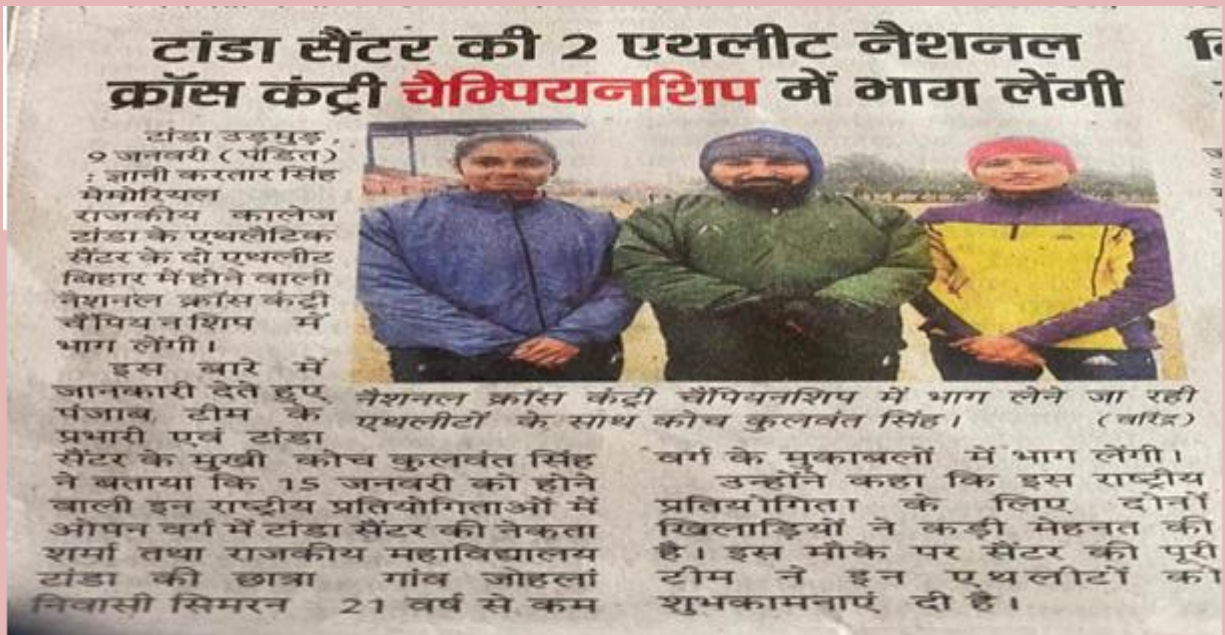 टांडा सैंटर की 2 एथलीट नैशनल
क्रॉस कंट्री चैम्पियनशिप में भाग लेंगी
टांडा उड़मुड़,
9 जनवरी (पंडित)
: ज्ञानी करतार सिंह
मेमोरियल
राजकीय कालेज
टांडा के एथलैटिक
सैंटर के दो एथलीट
बिहार में होने वाली
नैशनल क्रॉस कंट्री
चैंपियनशिप में
भाग लेंगी।
इस बारे में
जानकारी देते हुए
पंजाब टीम के
प्रभारी एवं टांडा
सैंटर के मुखी कोच कुलवंत सिंह
ने बताया कि 15 जनवरी को होने
वाली इन राष्ट्रीय प्रतियोगिताओं में
ओपन वर्ग में टांडा सैंटर की नेकता
शर्मा तथा राजकीय महाविद्यालय
टांडा की छात्रा गांव जोहलां
निवासी सिमरन 21 वर्ष से कम
नैशनल क्रॉस कंट्री चैंपियनशिप में भाग लेने जा रही
एथलीटों के साथ कोच कुलवंत सिंह। (वरिंद्र)
वर्ग के मुकाबलों में भाग लेंगी।
उन्होंने कहा कि इस राष्ट्रीय
प्रतियोगिता के लिए दोनों
खिलाड़ियों ने कड़ी मेहनत की
है। इस मौके पर सैंटर की पूरी
टीम ने इन एथलीटों को
शुभकामनाएं दी है।